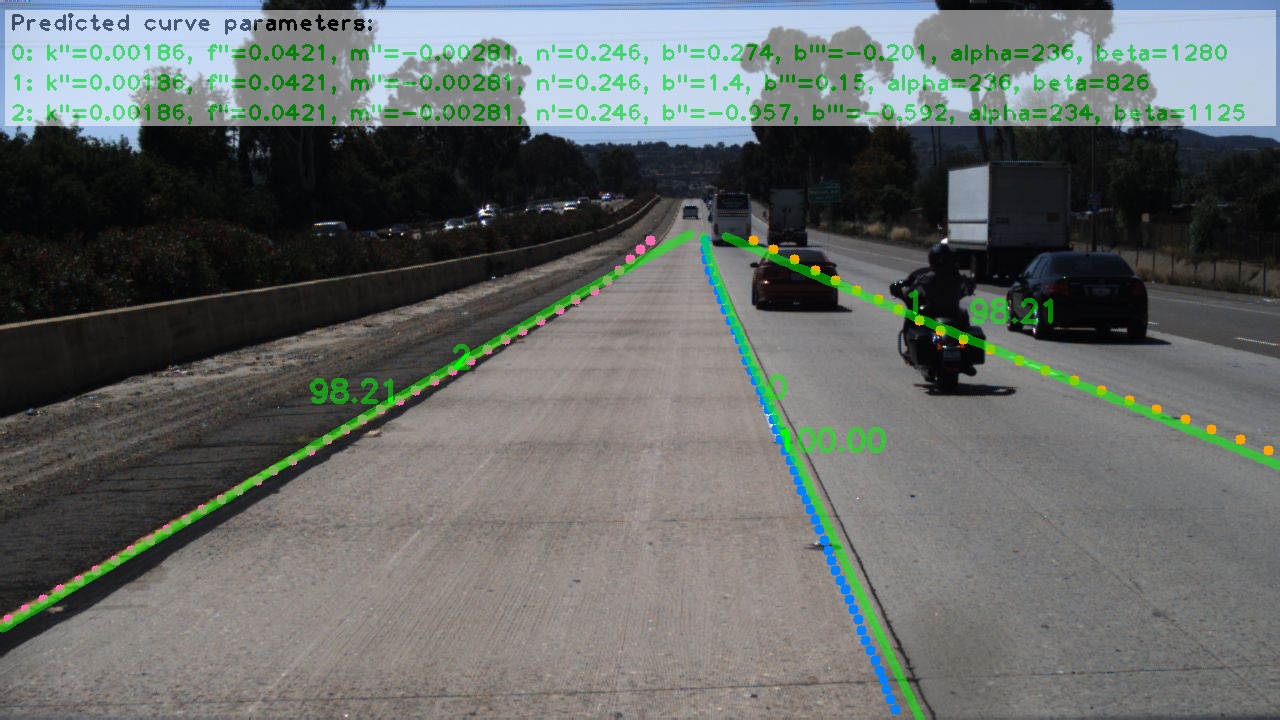 Predicted curve parameters:
0: k''=0.00186, f''=0.0421, m''=-0.00281, n'=0.246, b''=0.274, b'''=-0.201, alpha=236, beta=1280
1: k''=0.00186, f''=0.0421, m''=-0.00281, n'=0.246, b''=1.4, b'''=0.15, alpha=236, beta=826
2: k''=0.00186, f''=0.0421, m''=-0.00281, n'=0.246, b''=-0.957, b'''=-0.592, alpha=234, beta=1125
1
98.21
2
98.21
0
100.00